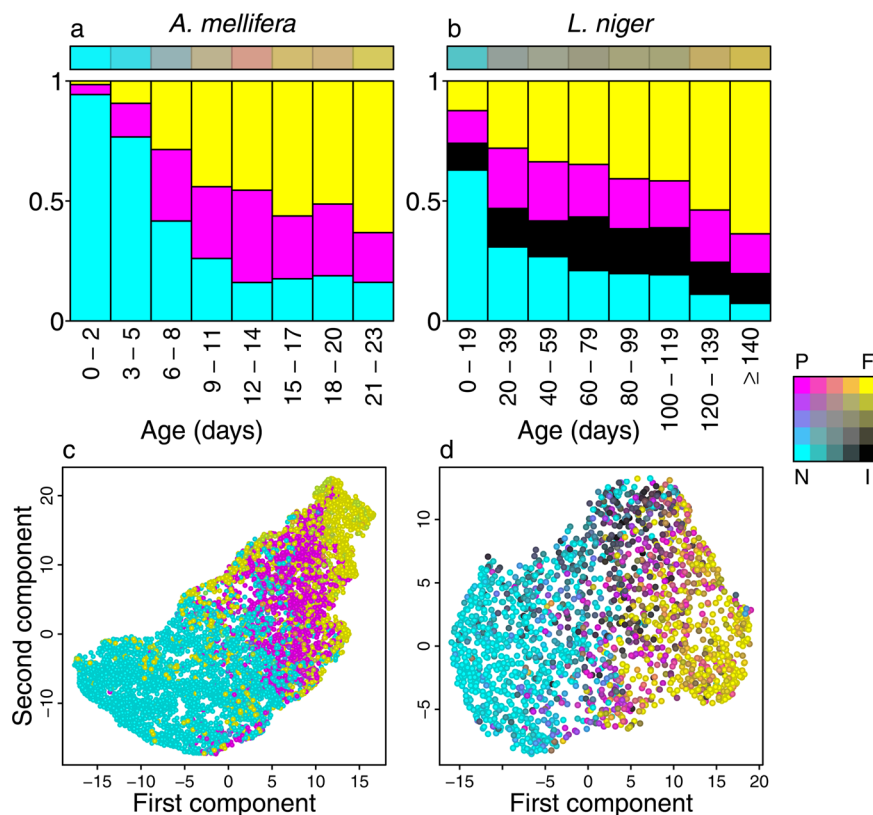 a
A. mellifera
b
L. niger
1
0.5
0
1
0.5
0
0 – 2
3 – 5
6 – 8
9 – 11
12 – 14
15 – 17
18 – 20
21 – 23
0 – 19
20 – 39
40 – 59
60 – 79
80 – 99
100 – 119
120 – 139
≥ 140
Age (days)
Age (days)
P F
N I
c
d
Second component
20
10
0
−10
10
5
0
−5
−15 −10 −5 0 5 10 15
−15 −10 −5 0 5 10 15 20
First component
First component